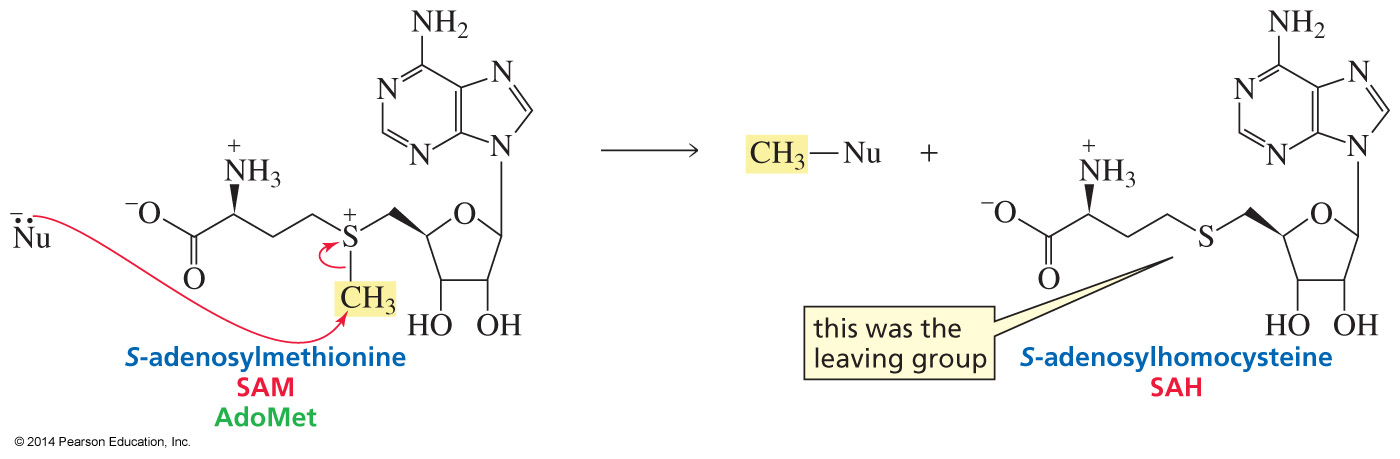 NH2
N
N
N
N
+
NH3
−O
O
+
S
O
CH3
HO OH
−
Nu
S-adenosylmethionine
SAM
AdoMet
CH3—Nu +
NH2
N
N
N
N
+
NH3
−O
O
S
O
HO OH
this was the
leaving group
S-adenosylhomocysteine
SAH
© 2014 Pearson Education, Inc.